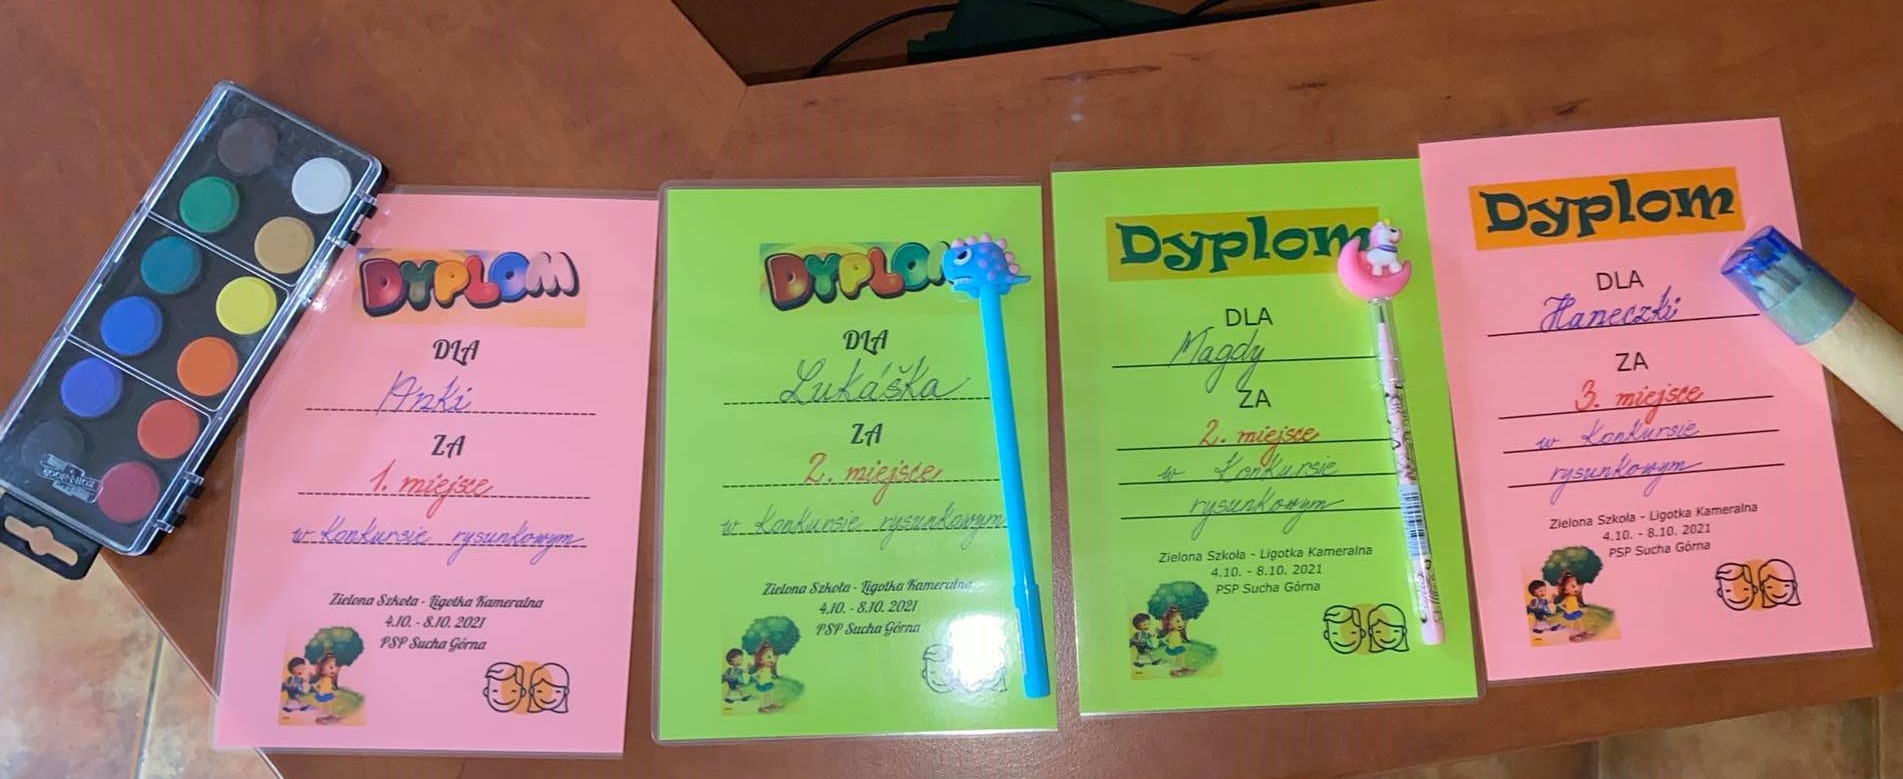 DYPLOM
DLA
Anki
ZA
1. miejsce
w konkursie rysunkowym
Zielona Szkoła - Ligotka Kameralna
4.10. - 8.10. 2021
PSP Sucha Górna
DYPLOM
DLA
Lukáška
ZA
2. miejsce
w konkursie rysunkowym
Zielona Szkoła - Ligotka Kameralna
4.10. - 8.10. 2021
PSP Sucha Górna
Dyplom
DLA
Magdy
ZA
2. miejsce
w konkursie
rysunkowym
Zielona Szkoła - Ligotka Kameralna
4.10. - 8.10. 2021
PSP Sucha Górna
Dyplom
DLA
Haneczki
ZA
3. miejsce
w konkursie
rysunkowym
Zielona Szkoła - Ligotka Kameralna
4.10. - 8.10. 2021
PSP Sucha Górna